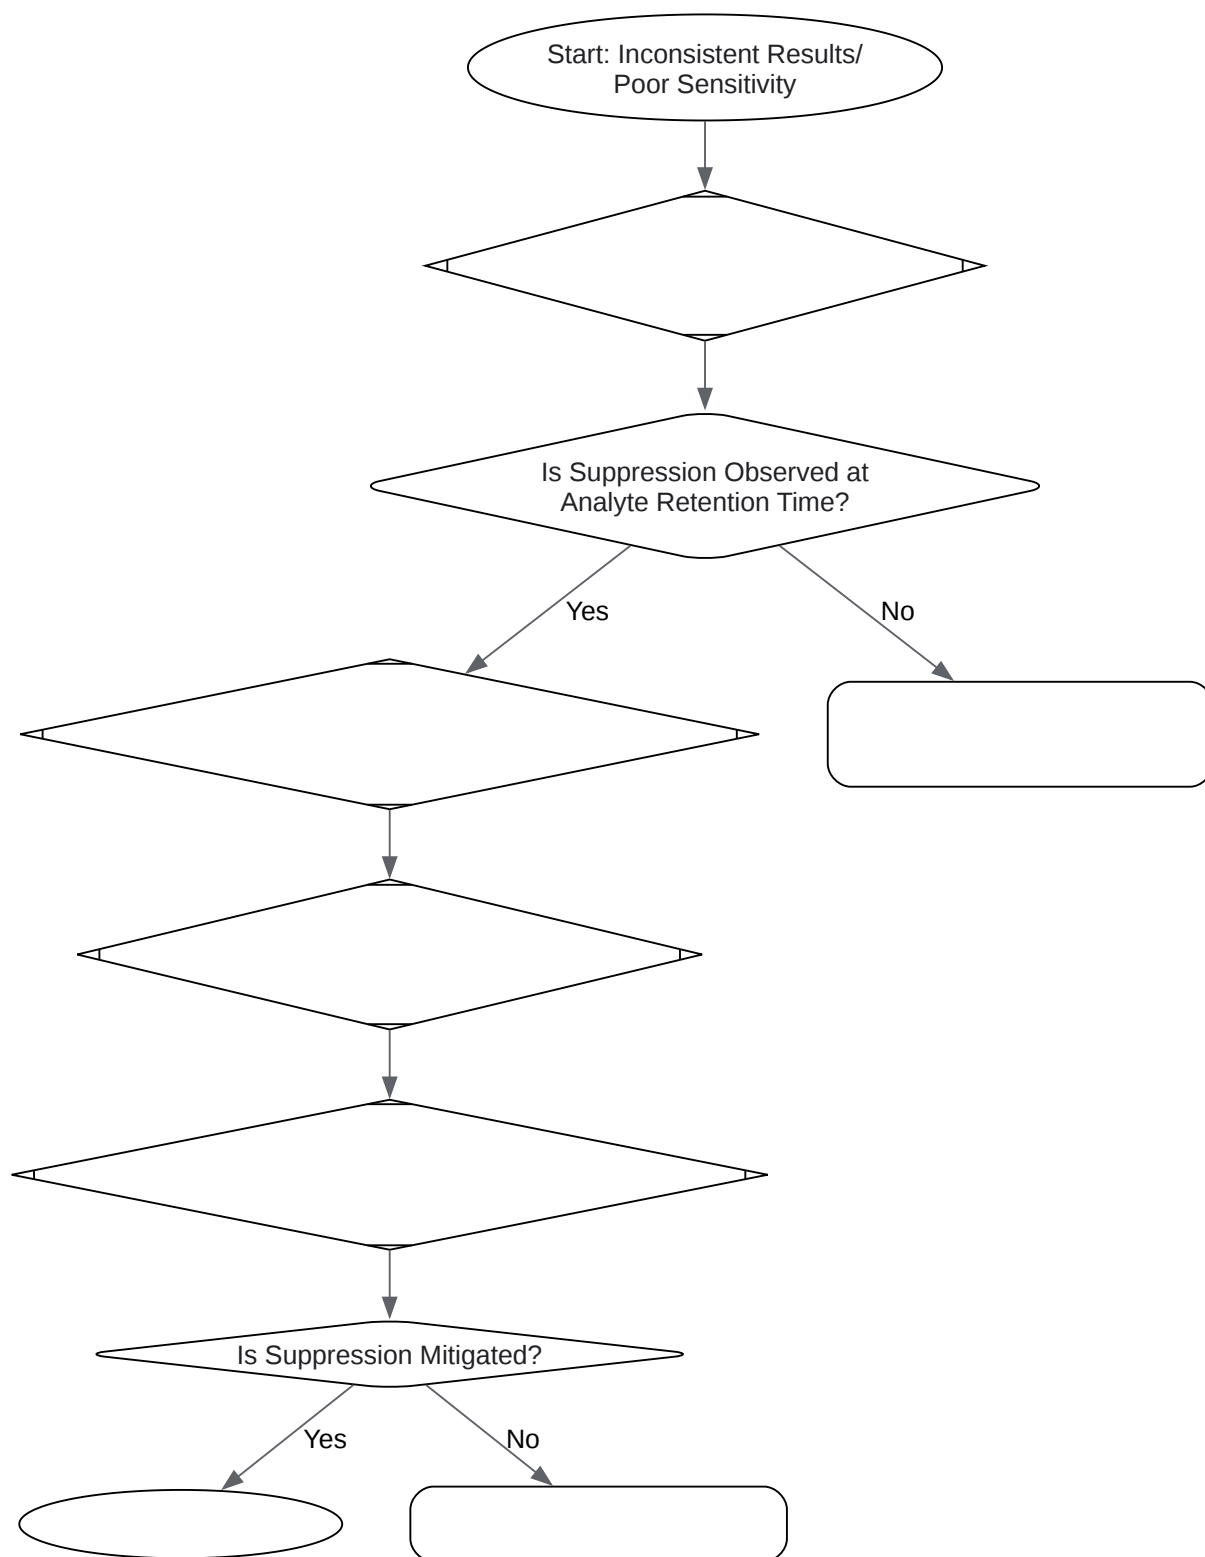 Start: Inconsistent Results/
Poor Sensitivity
Is Suppression Observed at
Analyte Retention Time?
Yes
No
Is Suppression Mitigated?
Yes
No